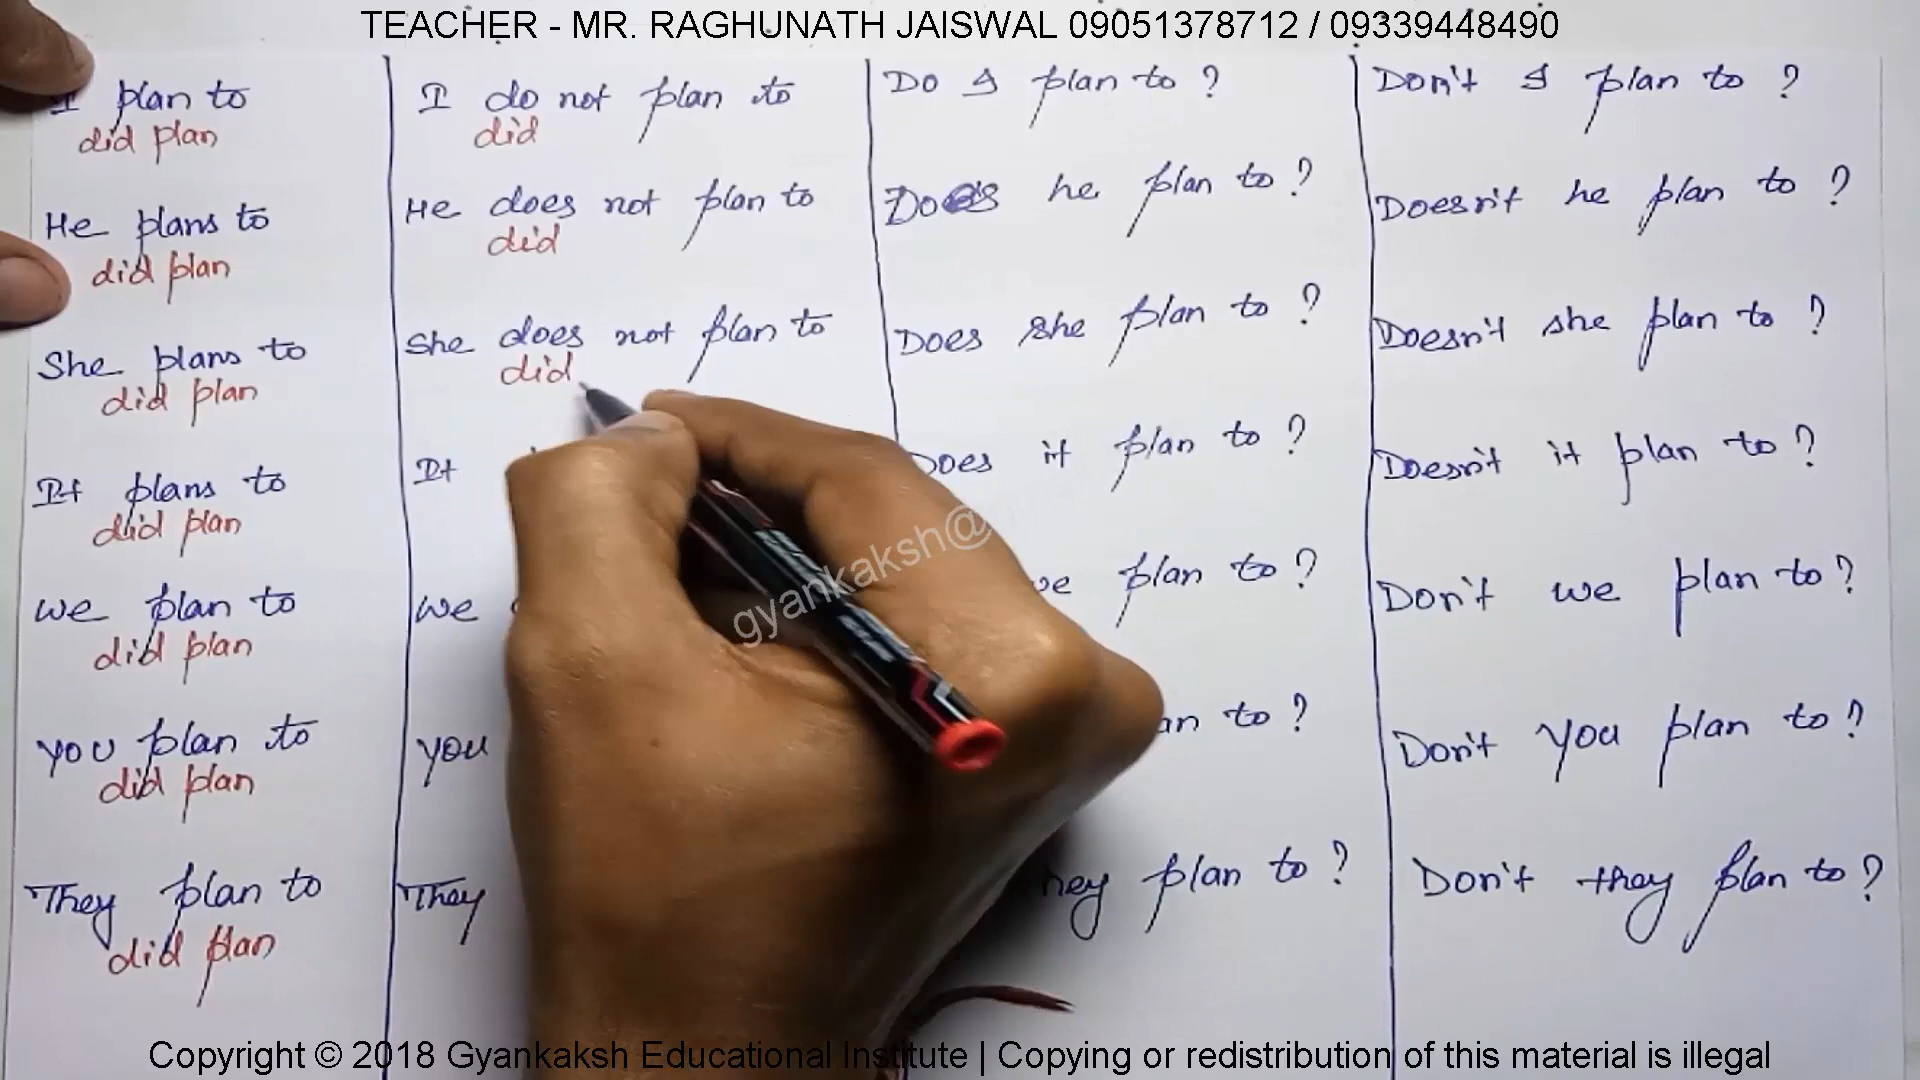 TEACHER - MR. RAGHUNATH JAISWAL 09051378712 / 09339448490
I plan to
did plan
He plans to
did plan
She plans to
did plan
It plans to
did plan
We plan to
did plan
You plan to
did plan
They plan to
did plan
I do not plan to
did
He does not plan to
did
She does not plan to
did
It
We
You
They
Do I plan to ?
Does he plan to ?
Does she plan to ?
Does it plan to ?
we plan to ?
to ?
plan to ?
Don't I plan to ?
Doesn't he plan to ?
Doesn't she plan to ?
Doesn't it plan to ?
Don't we plan to ?
Don't you plan to ?
Don't they plan to ?
gyankaksh@
Copyright © 2018 Gyankaksh Educational Institute | Copying or redistribution of this material is illegal